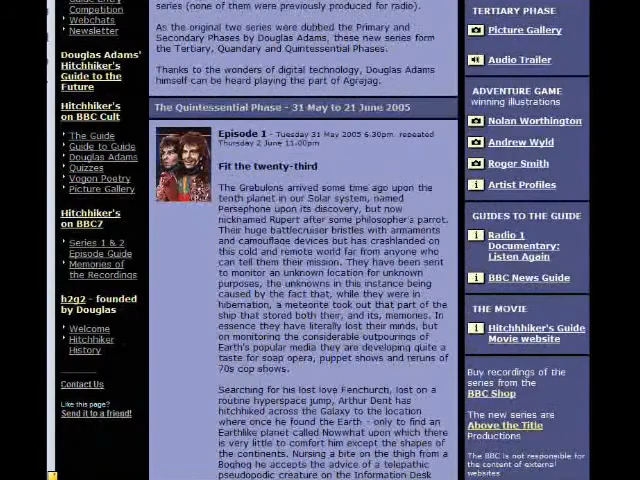 Guide Entry
Competition
Webchats
Newsletter
Douglas Adams'
Hitchhiker's
Guide to the
Future
Hitchhiker's
on BBC Cult
The Guide
Guide to Guide
Douglas Adams
Quizzes
Vogon Poetry
Picture Gallery
Hitchhiker's
on BBC7
Series 1 & 2
Episode Guide
Memories of
the Recordings
h2g2 - founded
by Douglas
Welcome
Hitchhiker
History
Contact Us
Like this page?
Send it to a friend!
series (none of them were previously produced for radio).
As the original two series were dubbed the Primary and
Secondary Phases by Douglas Adams, these new series form
the Tertiary, Quandary and Quintessential Phases.
Thanks to the wonders of digital technology, Douglas Adams
himself can be heard playing the part of Agrajag.
The Quintessential Phase - 31 May to 21 June 2005
Episode 1 - Tuesday 31 May 2005 6.30pm, repeated
Thursday 2 June 11.00pm
Fit the twenty-third
The Grebulons arrived some time ago upon the
tenth planet in our Solar system, named
Persephone upon its discovery, but now
nicknamed Rupert after some philosopher's parrot.
Their huge battlecruiser bristles with armaments
and camouflage devices but has crashlanded on
this cold and remote world far from anyone who
can tell them their mission. They have been sent
to monitor an unknown location for unknown
purposes, the unknowns in this instance being
caused by the fact that, while they were in
hibernation, a meteorite took out that part of the
ship that stored both their, and its, memories. In
essence they have literally lost their minds, but
on monitoring the considerable outpourings of
Earth's popular media they are developing quite a
taste for soap opera, puppet shows and reruns of
70s cop shows.
Searching for his lost love Fenchurch, lost on a
routine hyperspace jump, Arthur Dent has
hitchhiked across the Galaxy to the location
where once he found the Earth - only to find an
Earthlike planet called Nowwhat upon which there
is very little to comfort him except the shapes of
the continents. Nursing a bite on the thigh from a
Boghog he accepts the advice of a telepathic
pseudopodic creature on the Information Desk
TERTIARY PHASE
Picture Gallery
Audio Trailer
ADVENTURE GAME
winning illustrations
Nolan Worthington
Andrew Wyld
Roger Smith
Artist Profiles
GUIDES TO THE GUIDE
Radio 1
Documentary:
Listen Again
BBC News Guide
THE MOVIE
Hitchhiker's Guide
Movie website
Buy recordings of the
series from the
BBC Shop
The new series are
Above the Title
Productions
The BBC is not responsible for
the content of external
websites